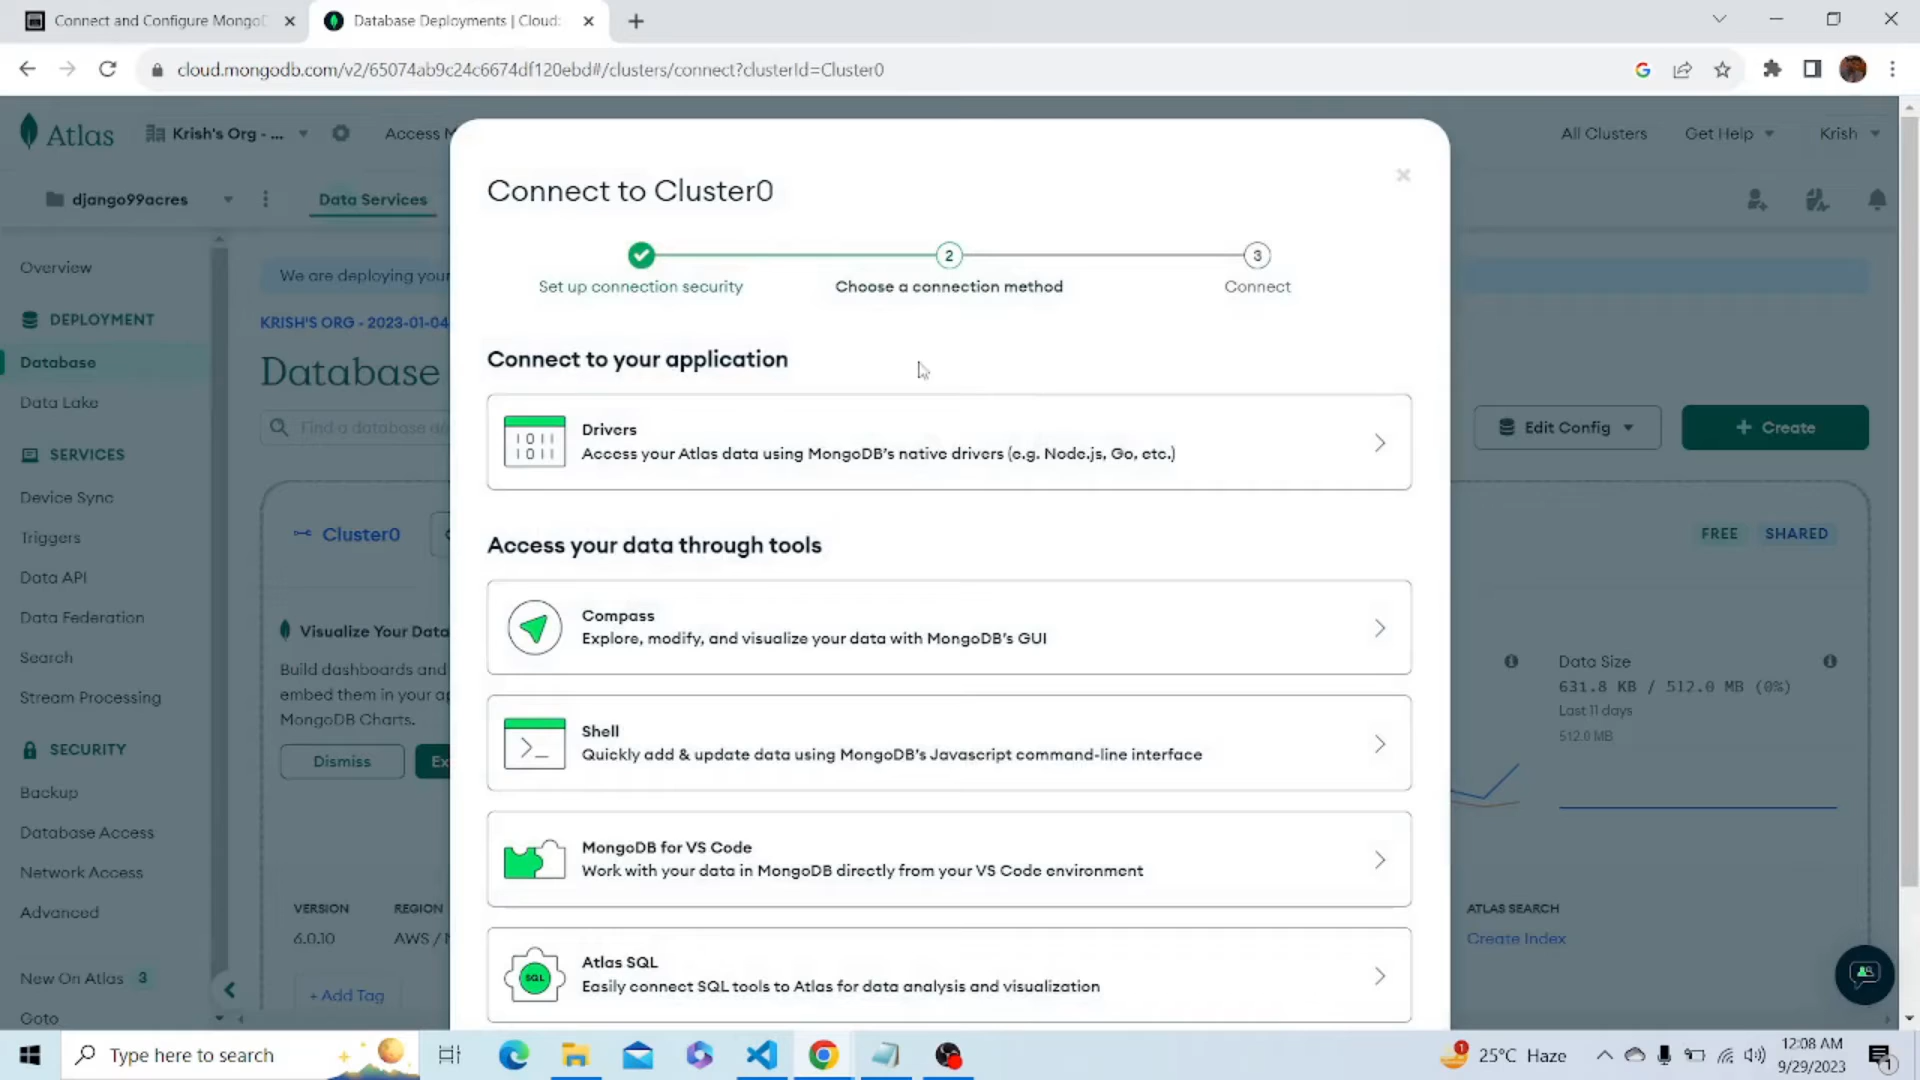 Connect and Configure MongoD
Database Deployments | Cloud:
cloud.mongodb.com/v2/65074ab9c24c6674df120ebd#/clusters/connect?clusterId=Cluster0
Atlas
Krish's Org - ...
Access M
All Clusters
Get Help
Krish
django99acres
Data Services
Overview
DEPLOYMENT
Database
Data Lake
SERVICES
Device Sync
Triggers
Data API
Data Federation
Search
Stream Processing
SECURITY
Backup
Database Access
Network Access
Advanced
New On Atlas 3
Goto
We are deploying your
KRISH'S ORG - 2023-01-04
Database
Find a database de
Edit Config
+ Create
Cluster0
FREE
SHARED
Visualize Your Data
Build dashboards and
embed them in your ap
MongoDB Charts.
Dismiss
Ex
Data Size
631.8 KB / 512.0 MB (0%)
Last 11 days
512.0 MB
VERSION
REGION
6.0.10
AWS /
ATLAS SEARCH
Create Index
+ Add Tag
Connect to Cluster0
2
3
Set up connection security
Choose a connection method
Connect
Connect to your application
1011
1011
Drivers
Access your Atlas data using MongoDB's native drivers (e.g. Node.js, Go, etc.)
Access your data through tools
Compass
Explore, modify, and visualize your data with MongoDB's GUI
Shell
Quickly add & update data using MongoDB's Javascript command-line interface
MongoDB for VS Code
Work with your data in MongoDB directly from your VS Code environment
SQL
Atlas SQL
Easily connect SQL tools to Atlas for data analysis and visualization
Type here to search
1
25°C Haze
12:08 AM
9/29/2023
1